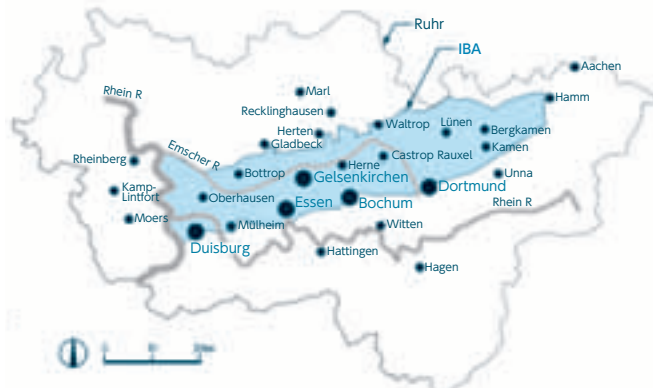 Ruhr
IBA
Aachen
Rhein R
Marl
Hamm
Recklinghausen
Waltrop
Lünen
Herten
Bergkamen
Gladbeck
Emscher R
Kamen
Rheinberg
Herne
Castrop Rauxel
Bottrop
Unna
Gelsenkirchen
Dortmund
Kamp-
Lintfort
Oberhausen
Essen
Bochum
Rhein R
Moers
Mülheim
Witten
Duisburg
Hattingen
Hagen